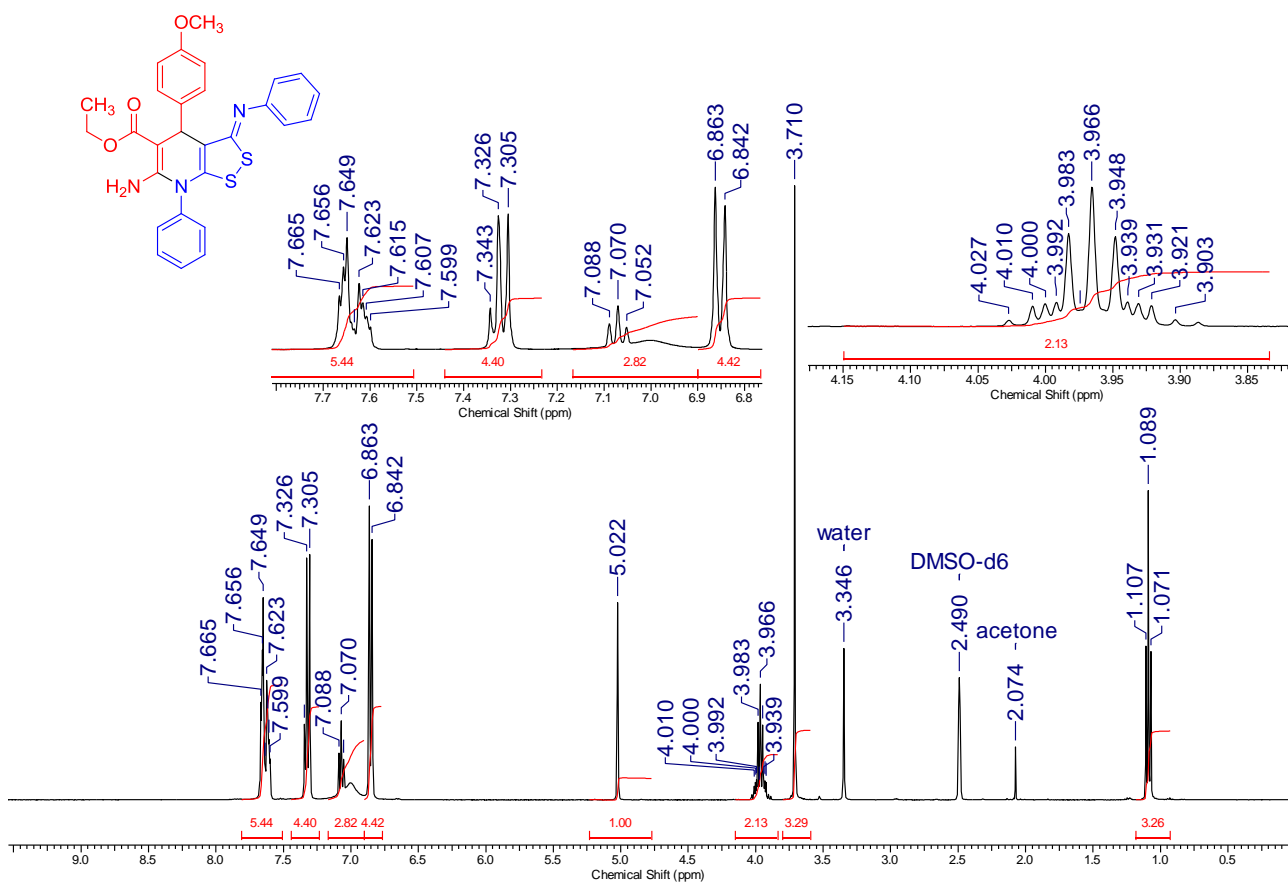 OCH3
CH3
O
O
N
S
S
H2N
N
7.665
7.656
7.649
7.623
7.615
7.607
7.599
7.343
7.326
7.305
7.088
7.070
7.052
6.863
6.842
5.44 4.40 2.82 4.42
7.7 7.6 7.5 7.4 7.3 7.2 7.1 7.0 6.9 6.8
Chemical Shift (ppm)
3.710
4.027
4.010
4.000
3.992
3.983
3.966
3.948
3.939
3.931
3.921
3.903
2.13
4.15 4.10 4.05 4.00 3.95 3.90 3.85
Chemical Shift (ppm)
7.665
7.656
7.649
7.623
7.599
7.326
7.305
7.088
7.070
6.863
6.842
5.022
4.010
4.000
3.992
3.983
3.966
3.939
water
3.346
DMSO-d6
2.490
acetone
2.074
1.107
1.089
1.071
5.44 4.40 2.82 4.42 1.00 2.13 3.29 3.26
9.0 8.5 8.0 7.5 7.0 6.5 6.0 5.5 5.0 4.5 4.0 3.5 3.0 2.5 2.0 1.5 1.0 0.5
Chemical Shift (ppm)